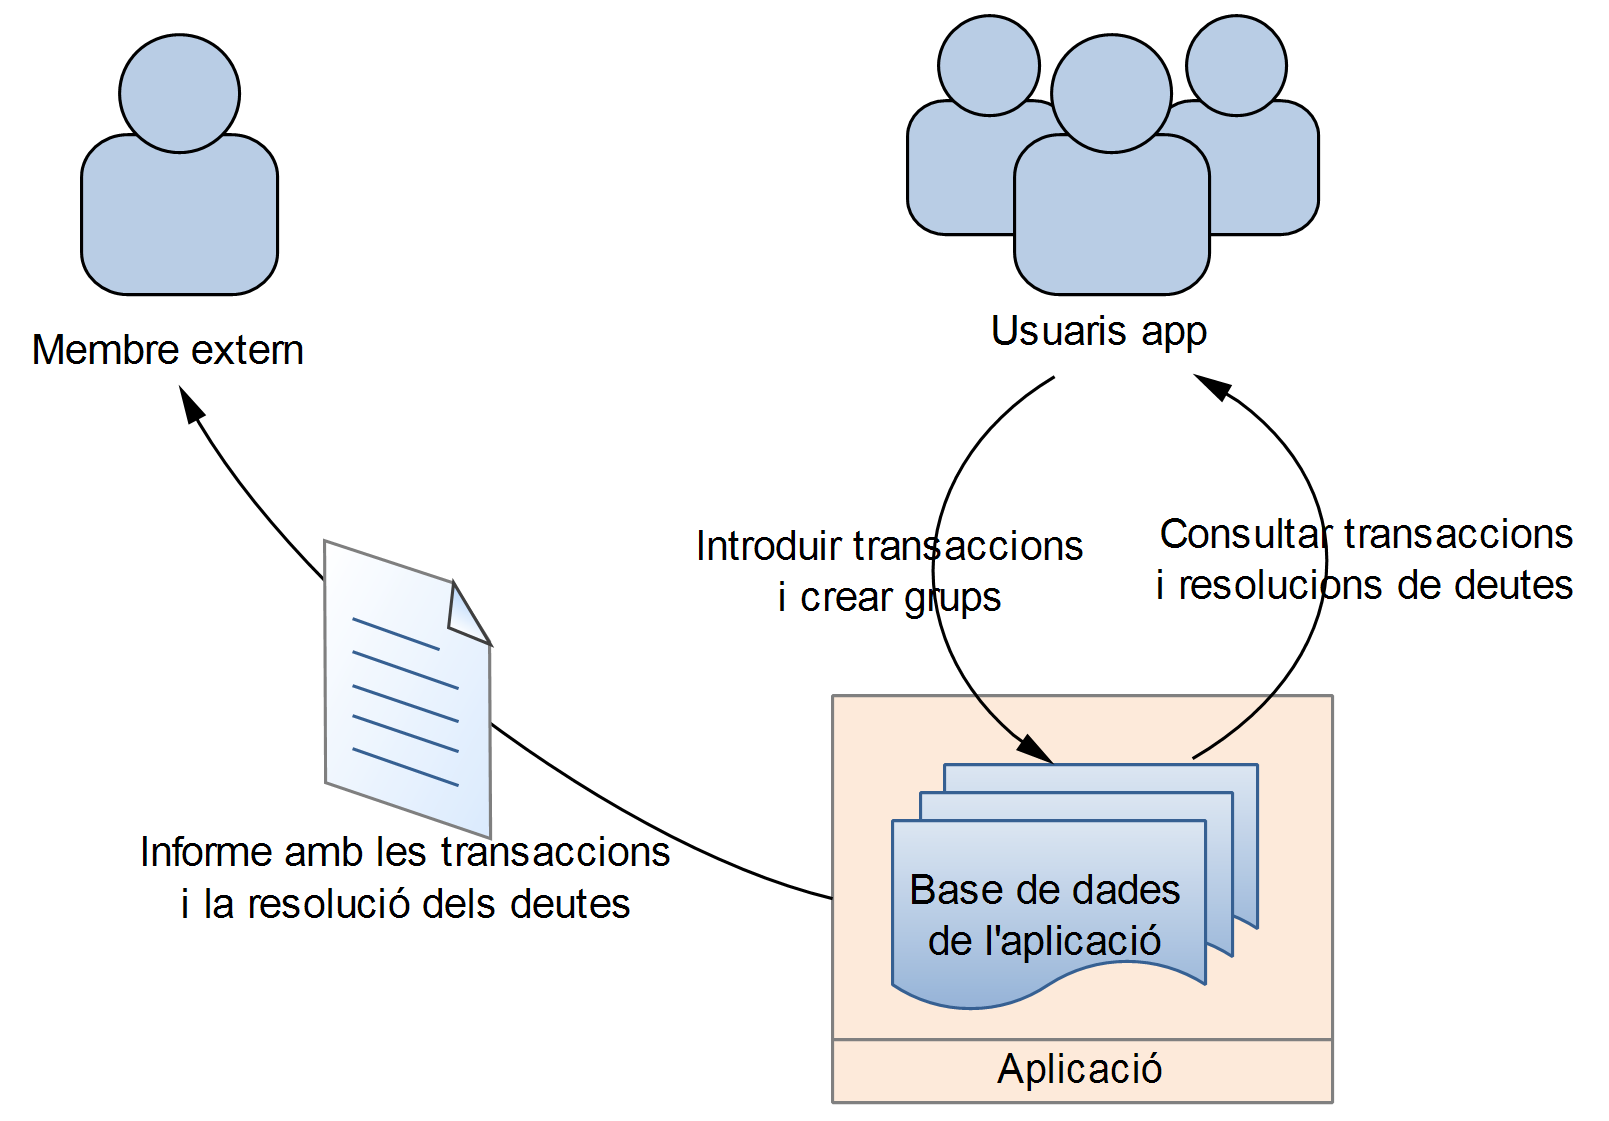 Membre extern
Usuaris app
Introduir transaccions
i crear grups
Consultar transaccions
i resolucions de deutes
Informe amb les transaccions
i la resolució dels deutes
Base de dades
de l'aplicació
Aplicació